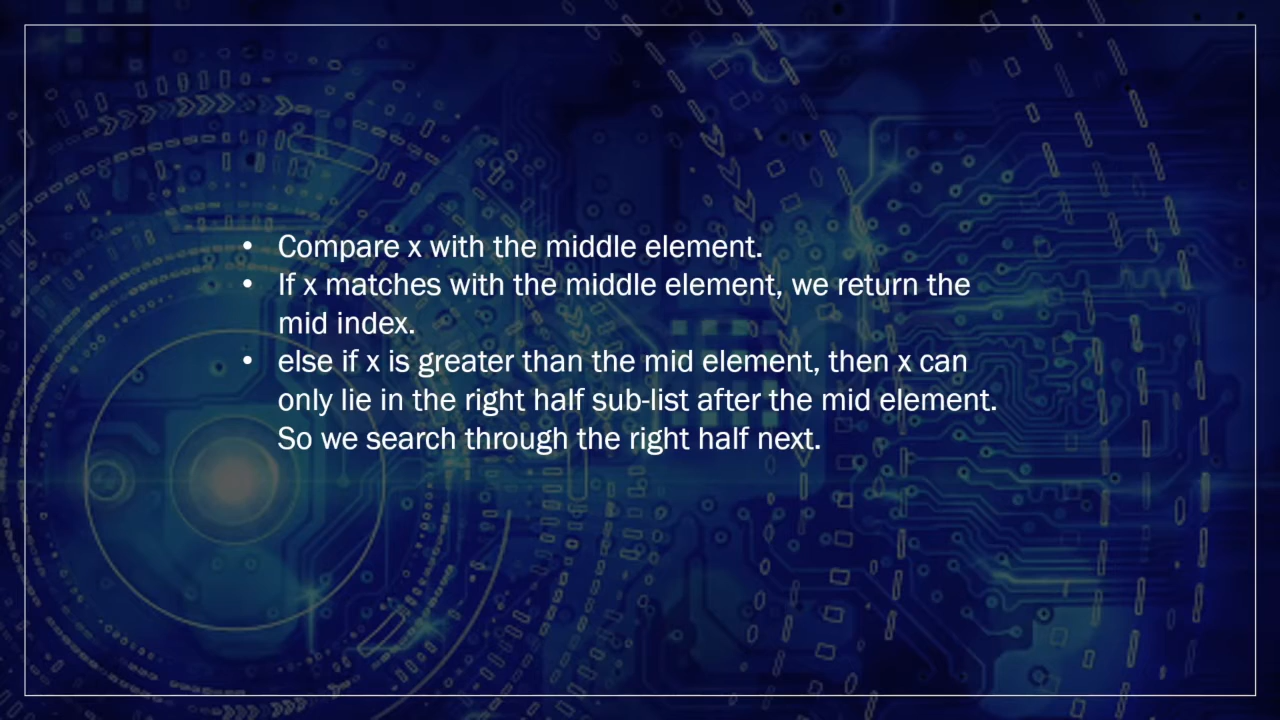 • Compare x with the middle element.
• If x matches with the middle element, we return the
mid index.
• else if x is greater than the mid element, then x can
only lie in the right half sub-list after the mid element.
So we search through the right half next.